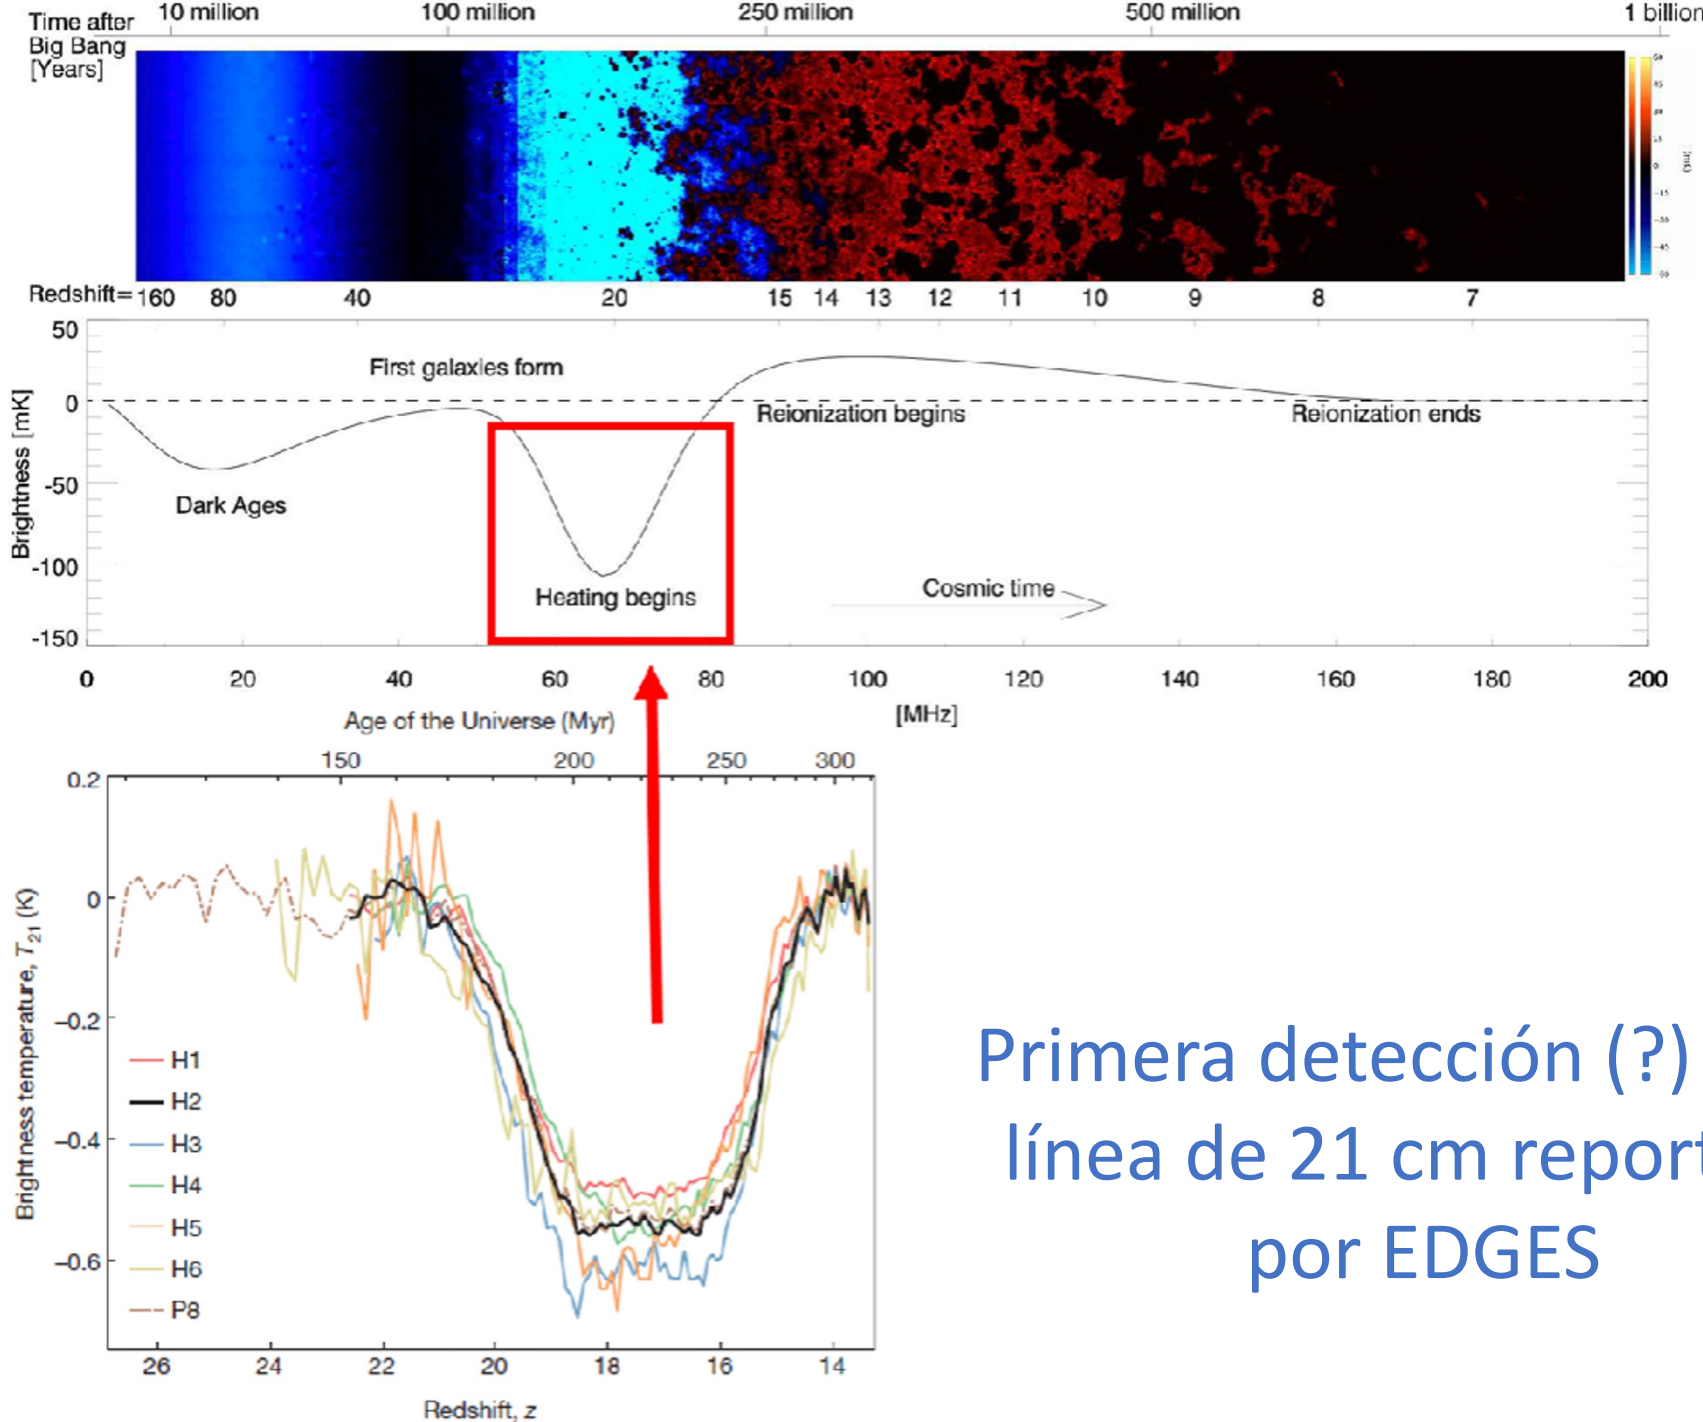 Time after
Big Bang
[Years]
10 million 100 million 250 million 500 million 1 billion
Redshift= 160 80 40 20 15 14 13 12 11 10 9 8 7
50
0
-50
-100
-150
Brightness [mK]
First galaxies form
Dark Ages
Heating begins
Reionization begins
Reionization ends
Cosmic time
0 20 40 60 80 100 120 140 160 180 200
[MHz]
Age of the Universe (Myr)
150 200 250 300
0.2
0
−0.2
−0.4
−0.6
Brightness temperature, T21 (K)
H1
H2
H3
H4
H5
H6
P8
26 24 22 20 18 16 14
Redshift, z
Primera detección (?)
línea de 21 cm report
por EDGES